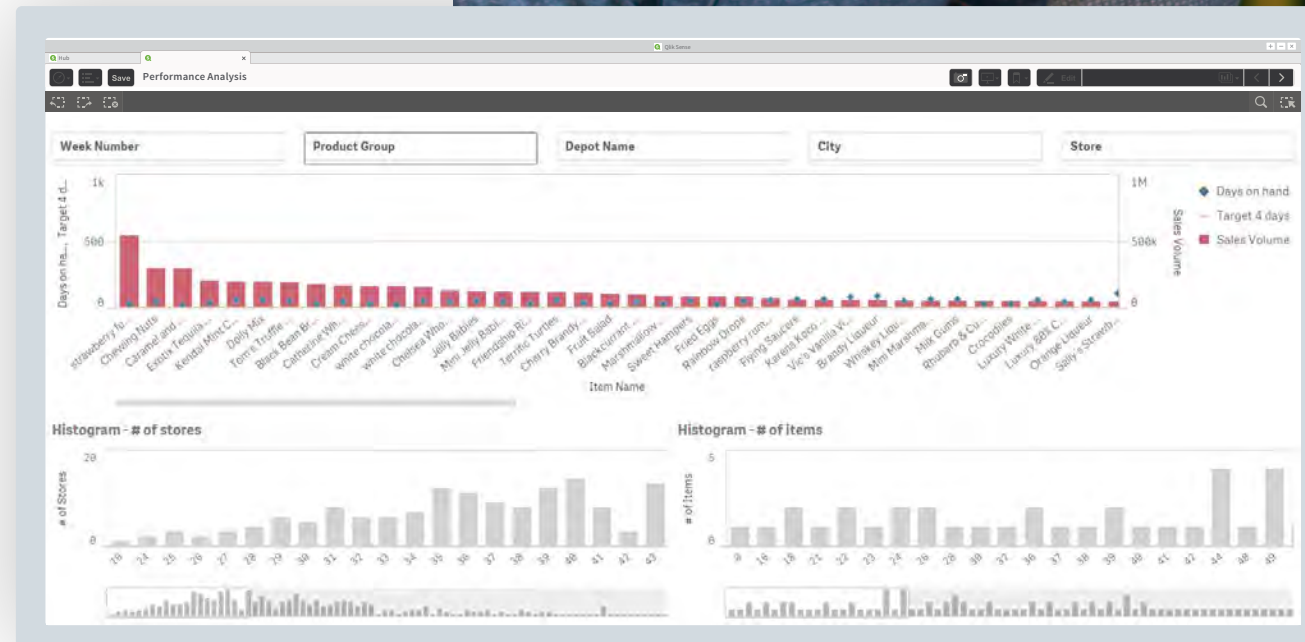 Qlik Sense
Hub
Save Performance Analysis
Edit
Week Number Product Group Depot Name City Store
Days on ha..., Target 4 d...
1k
500
0
1M
500k
0
Sales Volume
Days on hand
Target 4 days
Sales Volume
strawberry fu...
Chewing Nuts
Caramel and ...
Exotix Tequila...
Kendal Mint C...
Dolly Mix
Tom's Truffle ...
Black Bean Br...
Catharine Wh...
Cream Cakes...
white chocola...
white chocola...
Chelsea Who...
Jelly Babies
Mini Jelly Babi...
Friendship Ri...
Terrific Turtles
Cherry Brandy...
Fruit Salad
Blackcurrant ...
Marshmallow...
Sweet Hampers
Fried Eggs
Rainbow Drops
raspberry rum...
Flying Saucers
Karens Koco ...
Vic's Vanilla V...
Brandy Liqueur
Whiskey Liqu...
Mini Marshma...
Milk Gums
Rhubarb & Cu...
Crocodiles
Luxury White ...
Luxury 88% C...
Orange Liqueur
Sally's Strawb...
Item Name
Histogram - # of stores
# of Stores
20
0
24 25 26 27 28 29 30 31 32 33 34 35 36 37 38 39 40 41 42 43
Histogram - # of items
# of Items
5
0
16 18 21 22 23 24 26 28 30 32 36 37 38 39 40 41 42 44 49